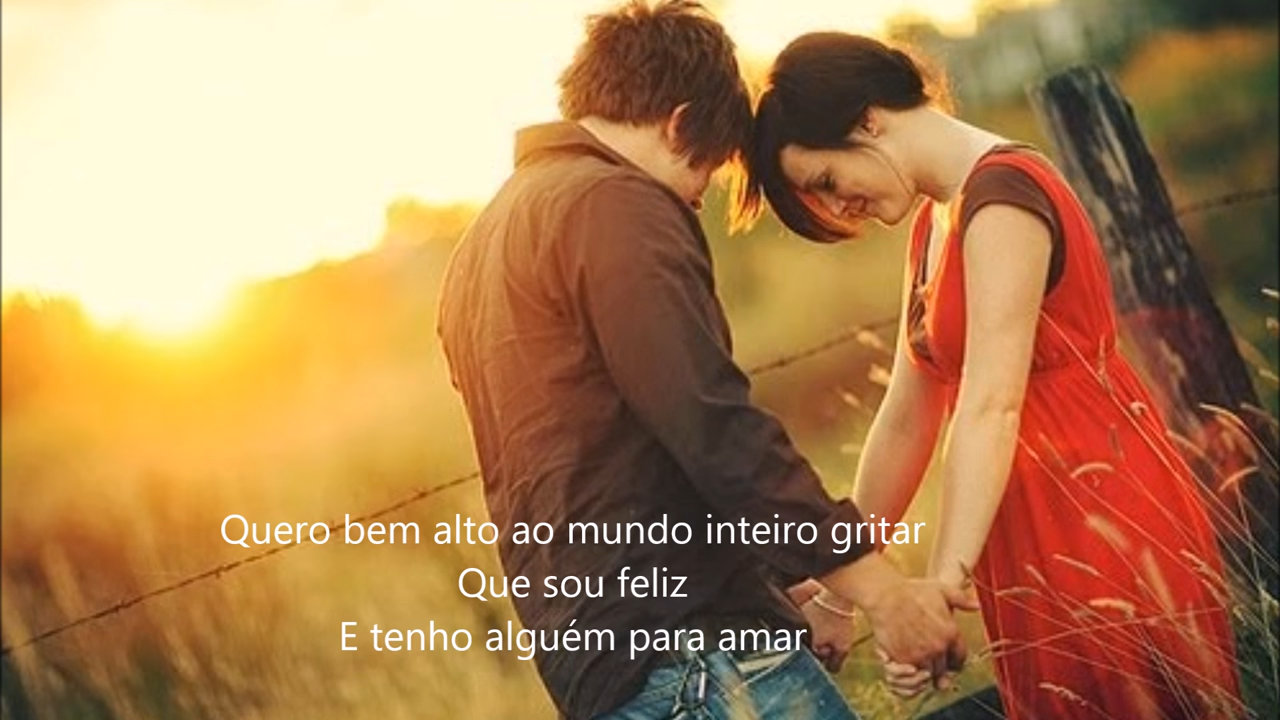 Quero bem alto ao mundo inteiro gritar
Que sou feliz
E tenho alguém para amar